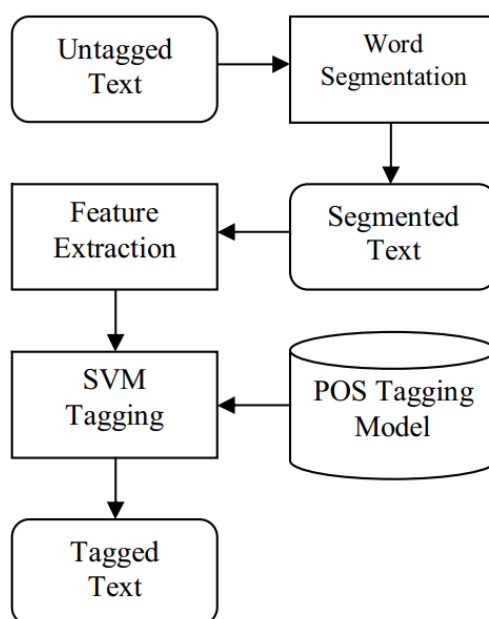 Untagged
Text
Word
Segmentation
Segmented
Text
Feature
Extraction
SVM
Tagging
POS Tagging
Model
Tagged
Text